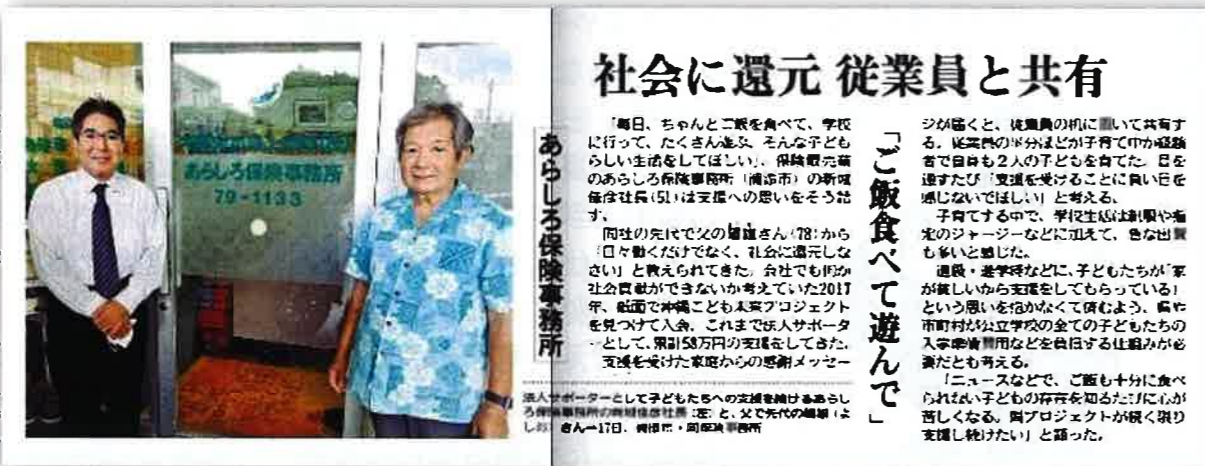 社会に還元 従業員と共有
「ご飯食べて遊んで」
あらしろ保険事務所
あらしろ保険事務所
79-1133
「毎日、ちゃんとご飯を食べて、学校
に行って、たくさん遊ぶ、そんな子ども
らしい生活をしてほしい」。保険販売業
のあらしろ保険事務所（浦添市）の新城
社長(51)は支援への思いをそう話
す。
同社の先代で父の さん(78)から
「日々働くだけでなく、社会に還元しな
さい」と教えられてきた。会社でも何か
社会貢献ができないか考えていた2017
年、紙面で沖縄こども未来プロジェクト
を見つけて入会。これまで法人サポータ
ーとして、累計58万円の支援をしてきた。
支援を受けた家庭からの感謝メッセー
ジが届くと、従業員の机に置いて共有す
る。従業員の半分ほどが子育て中か経験
者で自身も２人の子どもを育てた。目を
通すたび「支援を受けることに負い目を
感じないでほしい」と考える。
子育てする中で、学校生活は制服や指
定のジャージーなどに加えて、色な出費
も多いと感じた。
進級・進学時などに、子どもたちが「家
が貧しいから支援をしてもらっている」
という思いを抱かなくて済むよう、県や
市町村が公立学校の全ての子どもたちの
入学準備費用などを負担する仕組みが必
要だとも考える。
「ニュースなどで、ご飯も十分に食べ
られない子どもの存在を知るたびに心が
苦しくなる。同プロジェクトが続く限り
支援し続けたい」と語った。
法人サポーターとして子どもたちへの支援を続けるあらし
ろ保険事務所の新城 社長（左）と、父で先代の （よ
しお）さん＝17日、浦添市・同保険事務所